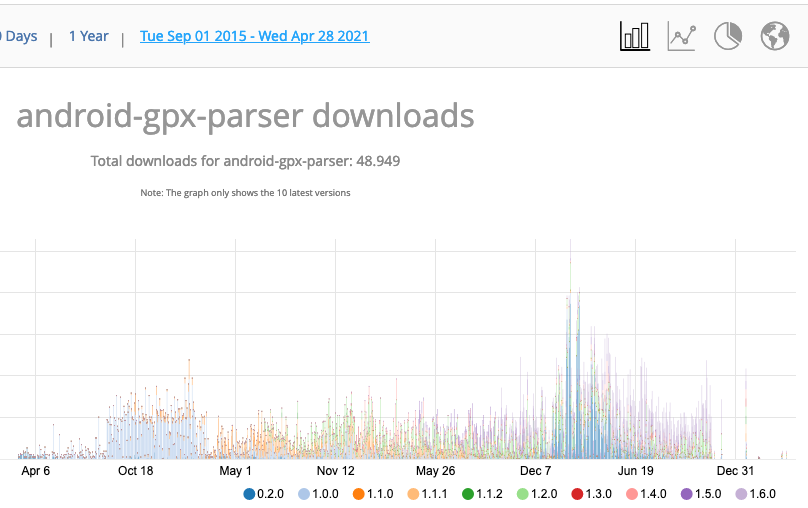 0 Days | 1 Year | Tue Sep 01 2015 - Wed Apr 28 2021
android-gpx-parser downloads
Total downloads for android-gpx-parser: 48.949
Note: The graph only shows the 10 latest versions
Apr 6 Oct 18 May 1 Nov 12 May 26 Dec 7 Jun 19 Dec 31
0.2.0 1.0.0 1.1.0 1.1.1 1.1.2 1.2.0 1.3.0 1.4.0 1.5.0 1.6.0